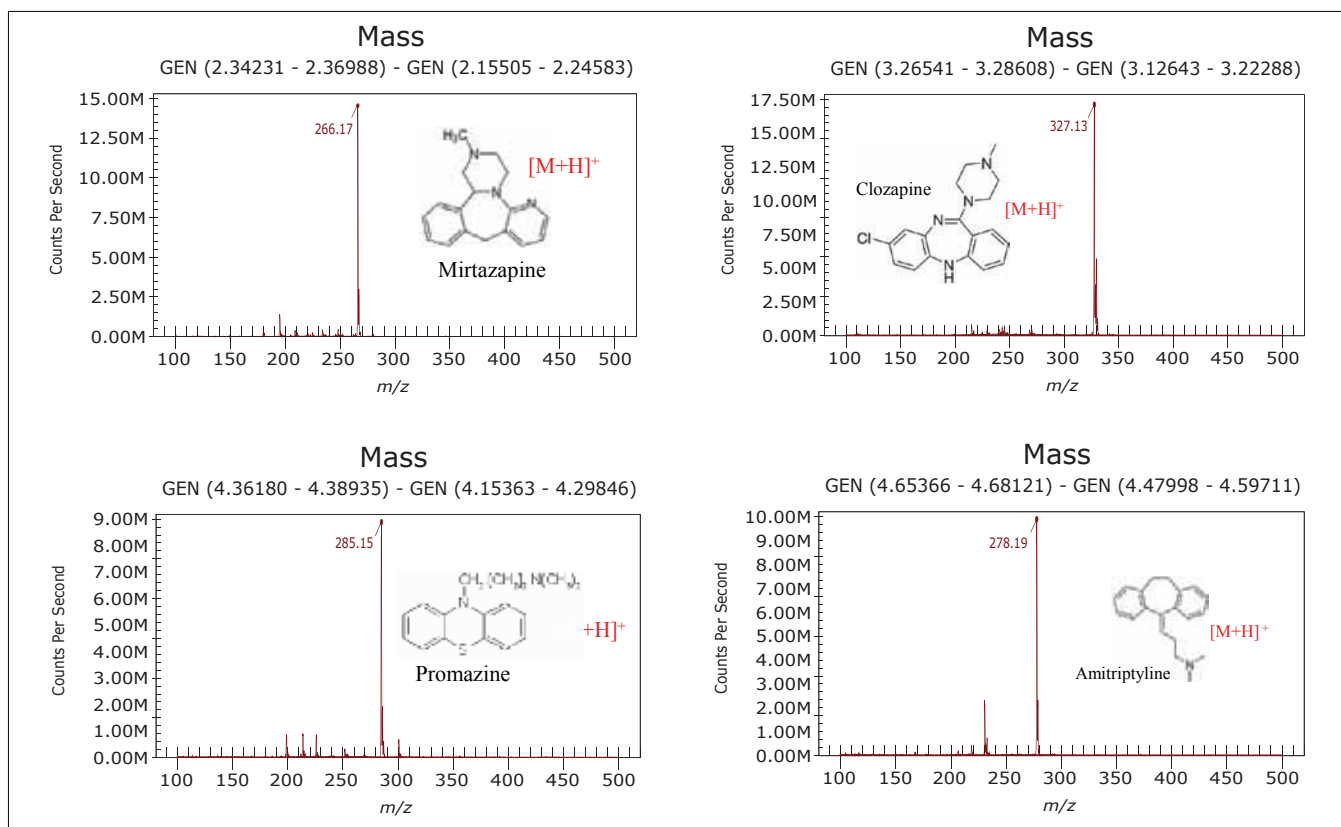 Mass
GEN (2.34231 - 2.36988) - GEN (2.15505 - 2.24583)
15.00M
12.50M
10.00M
7.50M
5.00M
2.50M
0.00M
Counts Per Second
266.17
H₃C
N
N
N
[M+H]⁺
Mirtazapine
100 150 200 250 300 350 400 450 500
m/z
Mass
GEN (3.26541 - 3.28608) - GEN (3.12643 - 3.22288)
17.50M
15.00M
12.50M
10.00M
7.50M
5.00M
2.50M
0.00M
Counts Per Second
327.13
Clozapine
N
N
N
Cl
N
H
[M+H]⁺
100 150 200 250 300 350 400 450 500
m/z
Mass
GEN (4.36180 - 4.38935) - GEN (4.15363 - 4.29846)
9.00M
8.00M
7.00M
6.00M
5.00M
4.00M
3.00M
2.00M
1.00M
0.00M
Counts Per Second
285.15
N
S
+H]⁺
Promazine
100 150 200 250 300 350 400 450 500
m/z
Mass
GEN (4.65366 - 4.68121) - GEN (4.47998 - 4.59711)
10.00M
9.00M
8.00M
7.00M
6.00M
5.00M
4.00M
3.00M
2.00M
1.00M
0.00M
Counts Per Second
278.19
[M+H]⁺
N
Amitriptyline
100 150 200 250 300 350 400 450 500
m/z